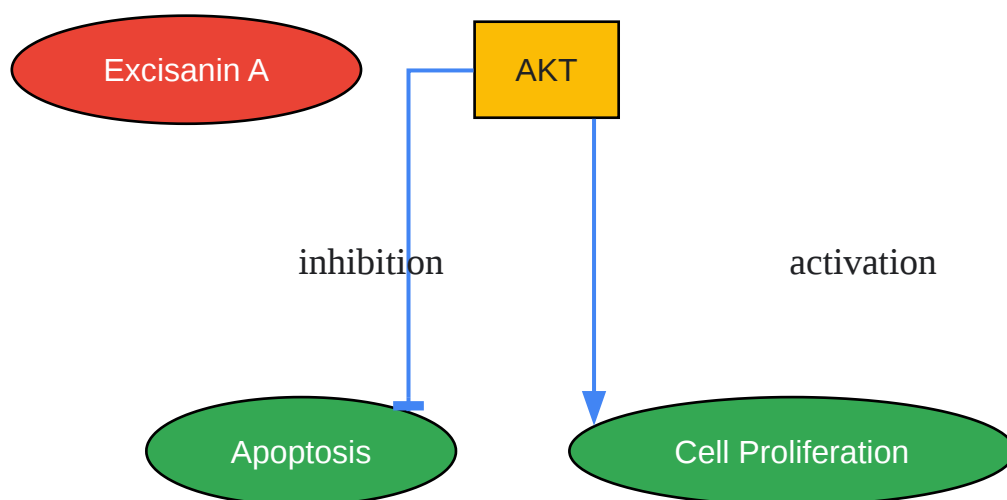 Excisanin A
AKT
inhibition
activation
Apoptosis
Cell Proliferation